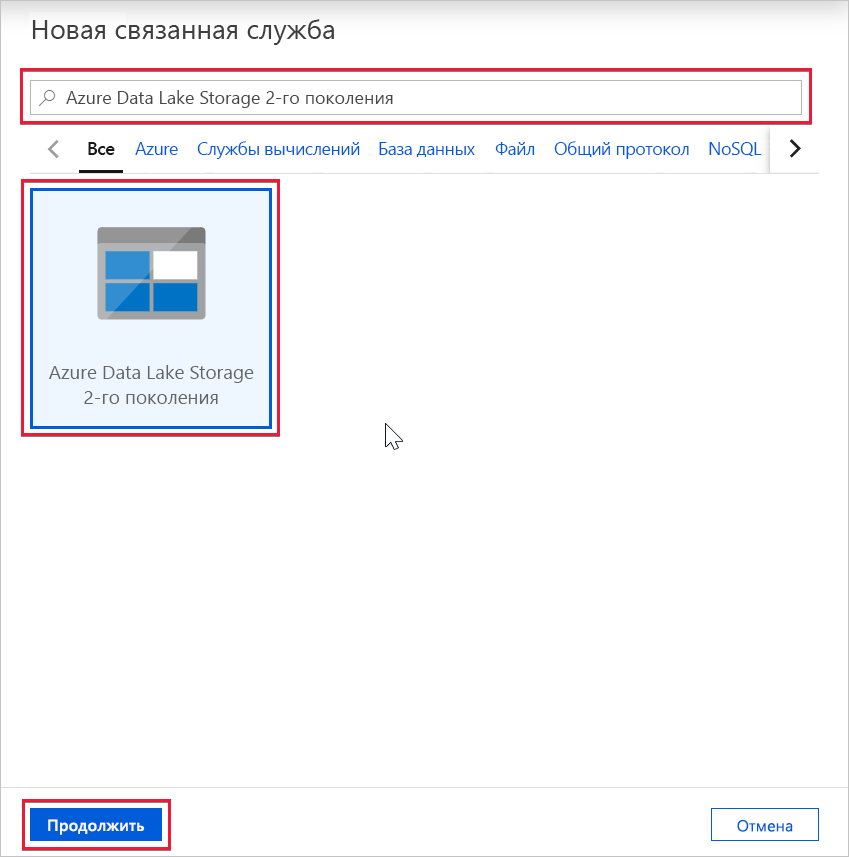 Новая связанная служба
Azure Data Lake Storage 2-го поколения
Все Azure Службы вычислений База данных Файл Общий протокол NoSQL
Azure Data Lake Storage
2-го поколения
Продолжить Отмена